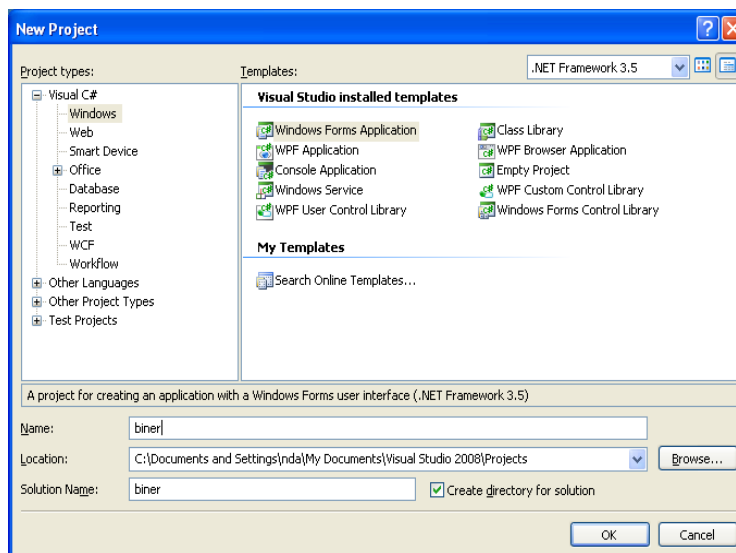 New Project
Project types:
Templates:
.NET Framework 3.5
Visual C#
Windows
Web
Smart Device
Office
Database
Reporting
Test
WCF
Workflow
Other Languages
Other Project Types
Test Projects
Visual Studio installed templates
Windows Forms Application
Class Library
WPF Application
WPF Browser Application
Console Application
Empty Project
Windows Service
WPF Custom Control Library
WPF User Control Library
Windows Forms Control Library
My Templates
Search Online Templates...
A project for creating an application with a Windows Forms user interface (.NET Framework 3.5)
Name:
biner
Location:
C:\Documents and Settings\nda\My Documents\Visual Studio 2008\Projects
Browse...
Solution Name:
biner
Create directory for solution
OK
Cancel